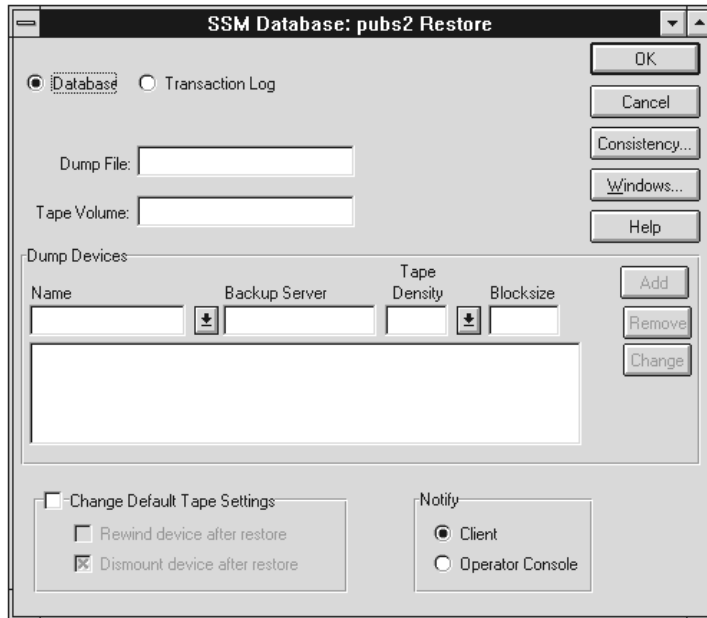 SSM Database: pubs2 Restore
Database
Transaction Log
OK
Cancel
Consistency...
Windows...
Help
Dump File:
Tape Volume:
Dump Devices
Name
Backup Server
Tape
Density
Blocksize
Add
Remove
Change
Change Default Tape Settings
Rewind device after restore
Dismount device after restore
Notify
Client
Operator Console